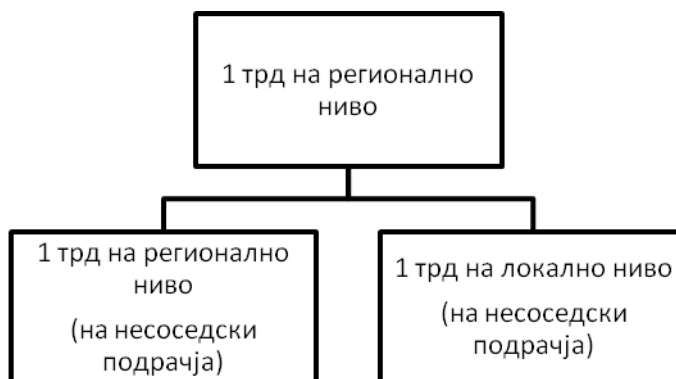 1 трд на регионално
ниво
1 трд на регионално
ниво
(на несоседски
подрачја)
1 трд на локално ниво
(на несоседски
подрачја)